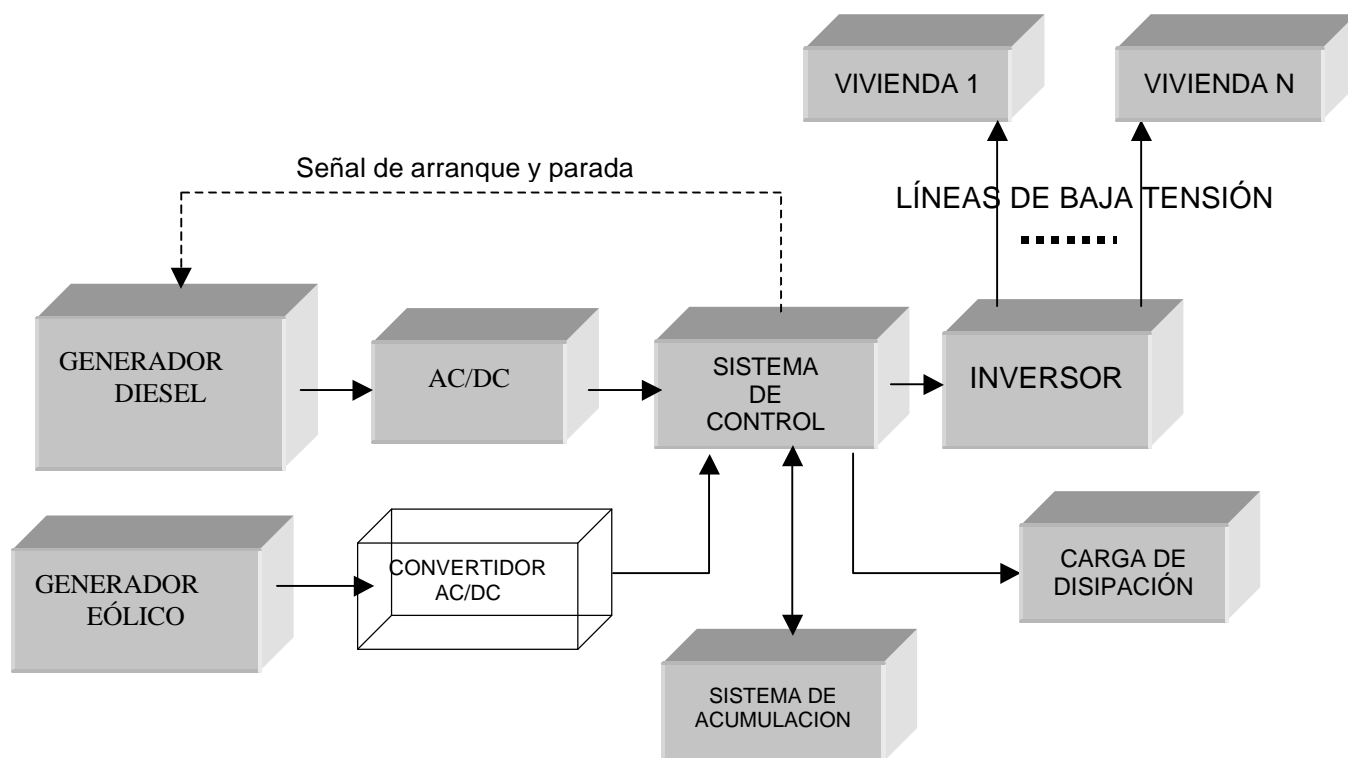 VIVIENDA 1
VIVIENDA N
Señal de arranque y parada
LÍNEAS DE BAJA TENSIÓN
GENERADOR
DIESEL
AC/DC
SISTEMA
DE
CONTROL
INVERSOR
GENERADOR
EÓLICO
CONVERTIDOR
AC/DC
CARGA DE
DISIPACIÓN
SISTEMA DE
ACUMULACION